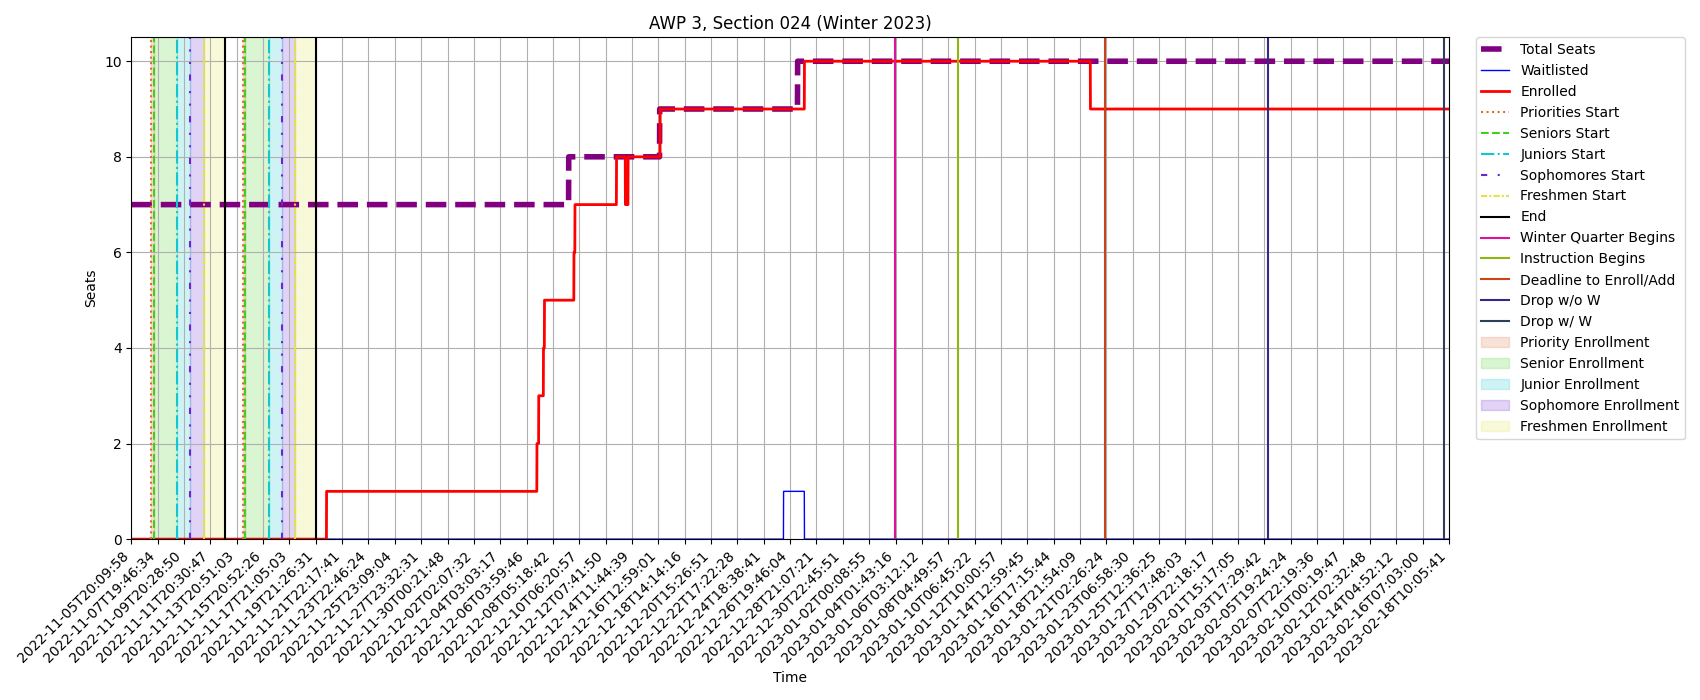 AWP 3, Section 024 (Winter 2023)
10
8
6
4
2
0
Seats
2022-11-05T20:09:58
2022-11-07T19:46:34
2022-11-09T20:28:50
2022-11-11T20:30:47
2022-11-13T20:51:03
2022-11-15T20:52:26
2022-11-17T21:05:03
2022-11-19T21:26:31
2022-11-21T22:17:41
2022-11-23T22:46:24
2022-11-25T23:09:04
2022-11-27T23:32:31
2022-11-30T00:21:48
2022-12-02T02:07:32
2022-12-04T03:03:17
2022-12-06T03:59:46
2022-12-08T05:18:42
2022-12-10T06:20:57
2022-12-12T07:41:50
2022-12-14T11:44:39
2022-12-16T12:59:01
2022-12-18T14:14:16
2022-12-20T15:26:51
2022-12-22T17:22:28
2022-12-24T18:38:41
2022-12-26T19:46:04
2022-12-28T21:07:21
2022-12-30T22:45:51
2023-01-02T00:08:55
2023-01-04T01:43:16
2023-01-06T03:12:12
2023-01-08T04:49:57
2023-01-10T06:45:22
2023-01-12T10:00:57
2023-01-14T12:59:45
2023-01-16T17:15:44
2023-01-18T21:54:09
2023-01-21T02:26:24
2023-01-23T06:58:30
2023-01-25T12:36:25
2023-01-27T17:48:03
2023-01-29T22:18:17
2023-02-01T15:17:05
2023-02-03T17:29:42
2023-02-05T19:24:24
2023-02-07T22:19:36
2023-02-10T00:19:47
2023-02-12T02:32:48
2023-02-14T04:52:12
2023-02-16T07:03:00
2023-02-18T10:05:41
Time
Total Seats
Waitlisted
Enrolled
Priorities Start
Seniors Start
Juniors Start
Sophomores Start
Freshmen Start
End
Winter Quarter Begins
Instruction Begins
Deadline to Enroll/Add
Drop w/o W
Drop w/ W
Priority Enrollment
Senior Enrollment
Junior Enrollment
Sophomore Enrollment
Freshmen Enrollment